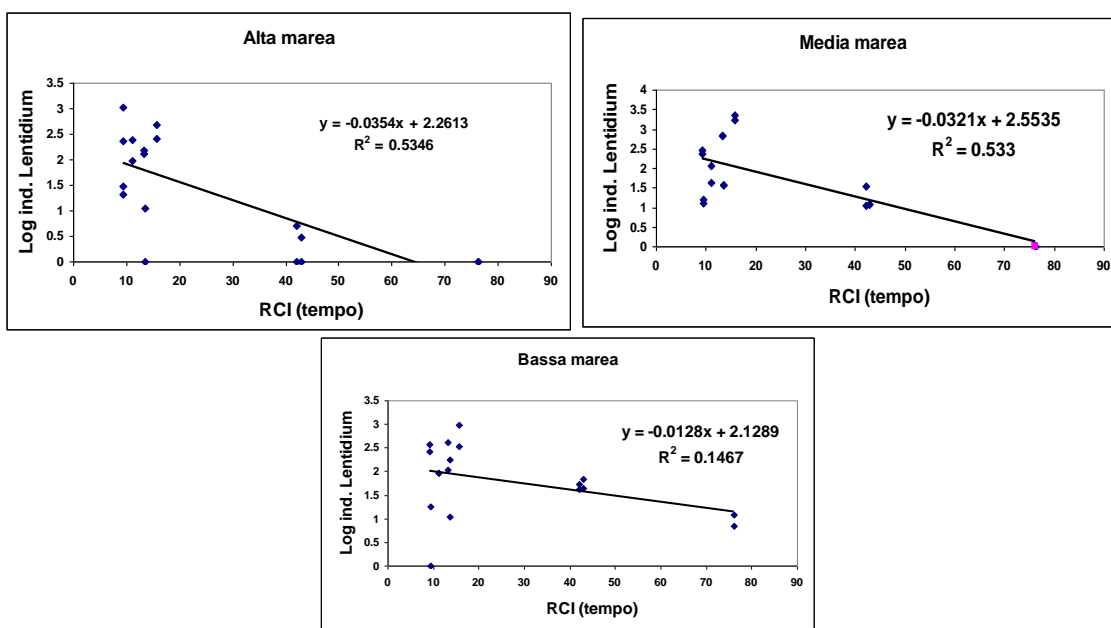 Alta marea
Log ind. Lentidium
3.5
3
2.5
2
1.5
1
0.5
0
y = -0.0354x + 2.2613
R² = 0.5346
0 10 20 30 40 50 60 70 80 90
RCI (tempo)
Media marea
Log ind. Lentidium
4
3.5
3
2.5
2
1.5
1
0.5
0
y = -0.0321x + 2.5535
R² = 0.533
0 10 20 30 40 50 60 70 80 90
RCI (tempo)
Bassa marea
Log ind. Lentidium
3.5
3
2.5
2
1.5
1
0.5
0
y = -0.0128x + 2.1289
R² = 0.1467
0 10 20 30 40 50 60 70 80 90
RCI (tempo)